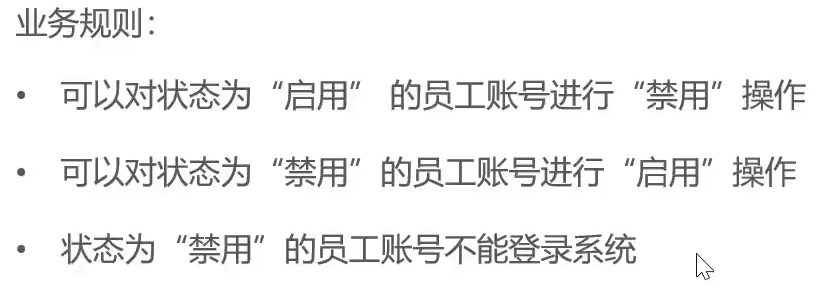 业务规则：
• 可以对状态为“启用” 的员工账号进行“禁用”操作
• 可以对状态为“禁用”的员工账号进行“启用”操作
• 状态为“禁用”的员工账号不能登录系统